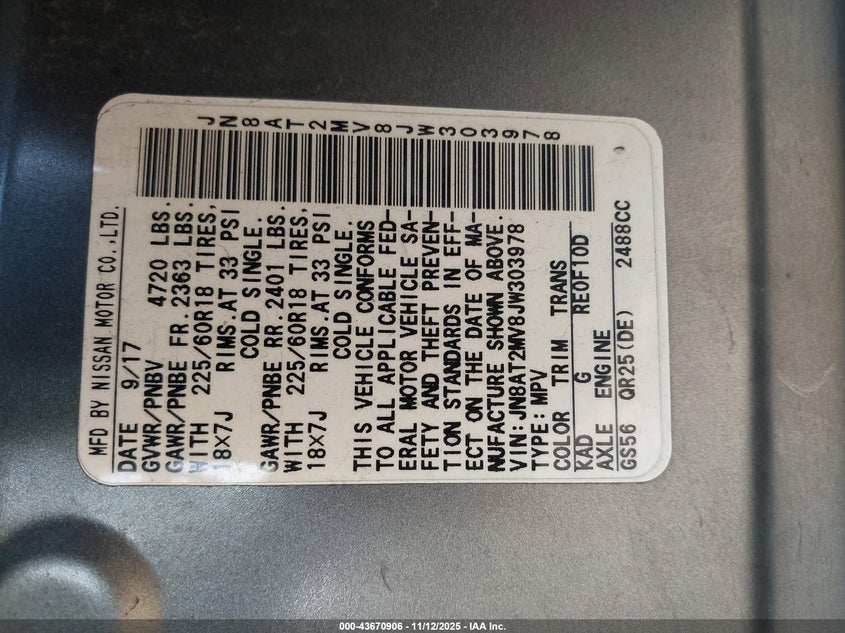 JN8AT2MV8JW303978
MFD BY NISSAN MOTOR CO.,LTD.
DATE 9/17
GVWR/PNBV 4720 LBS.
GAWR/PNBE FR.2363 LBS.
WITH 225/60R18 TIRES,
18X7J RIMS.AT 33 PSI
COLD SINGLE.
GAWR/PNBE RR.2401 LBS.
WITH 225/60R18 TIRES,
18X7J RIMS.AT 33 PSI
COLD SINGLE.
THIS VEHICLE CONFORMS
TO ALL APPLICABLE FED-
ERAL MOTOR VEHICLE SA-
FETY AND THEFT PREVEN-
TION STANDARDS IN EFF-
ECT ON THE DATE OF MA-
NUFACTURE SHOWN ABOVE.
VIN: JN8AT2MV8JW303978
TYPE: MPV
COLOR TRIM TRANS
KAD G RE0F10D
AXLE ENGINE
GS56 QR25(DE) 2488CC
000-43670906 - 11/12/2025 - IAA Inc.